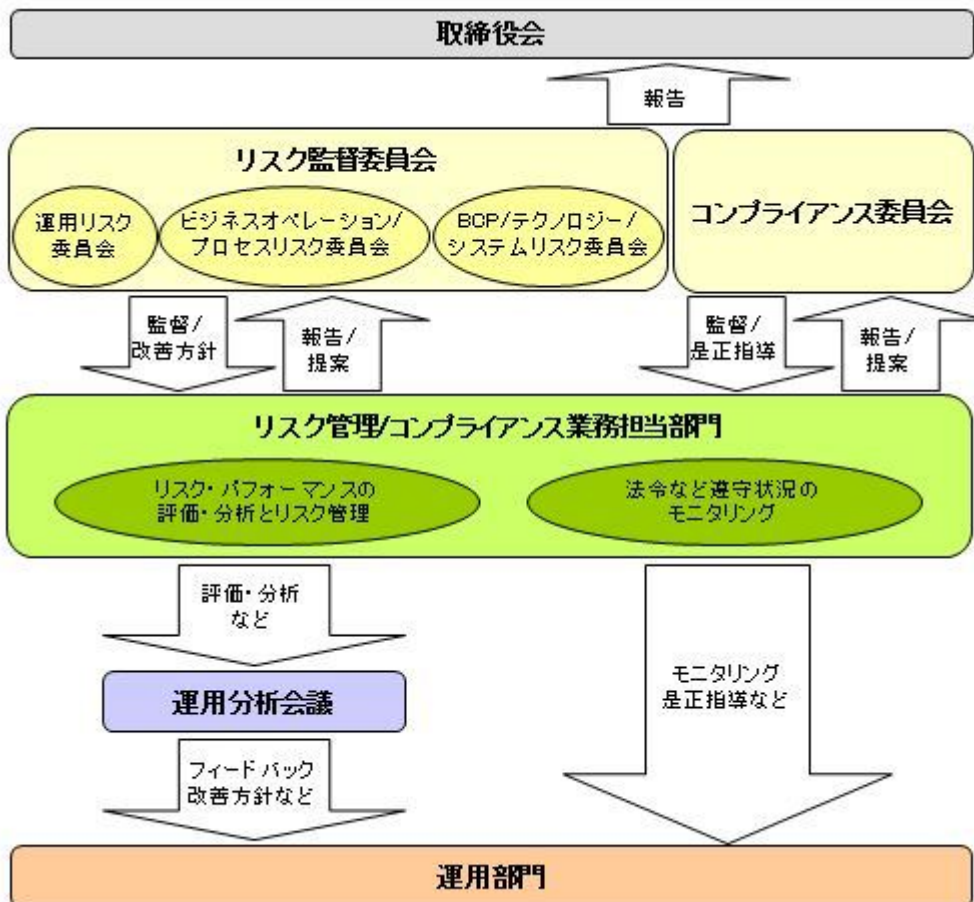 取締役会
報告
リスク監督委員会
運用リスク
委員会
ビジネスオペレーション/
プロセスリスク委員会
BCP/テクノロジー/
システムリスク委員会
コンプライアンス委員会
監督/
改善方針
報告/
提案
監督/
是正指導
報告/
提案
リスク管理/コンプライアンス業務担当部門
リスク・パフォーマンスの
評価・分析とリスク管理
法令など遵守状況の
モニタリング
評価・分析
など
運用分析会議
モニタリング
是正指導など
フィードバック
改善方針など
運用部門